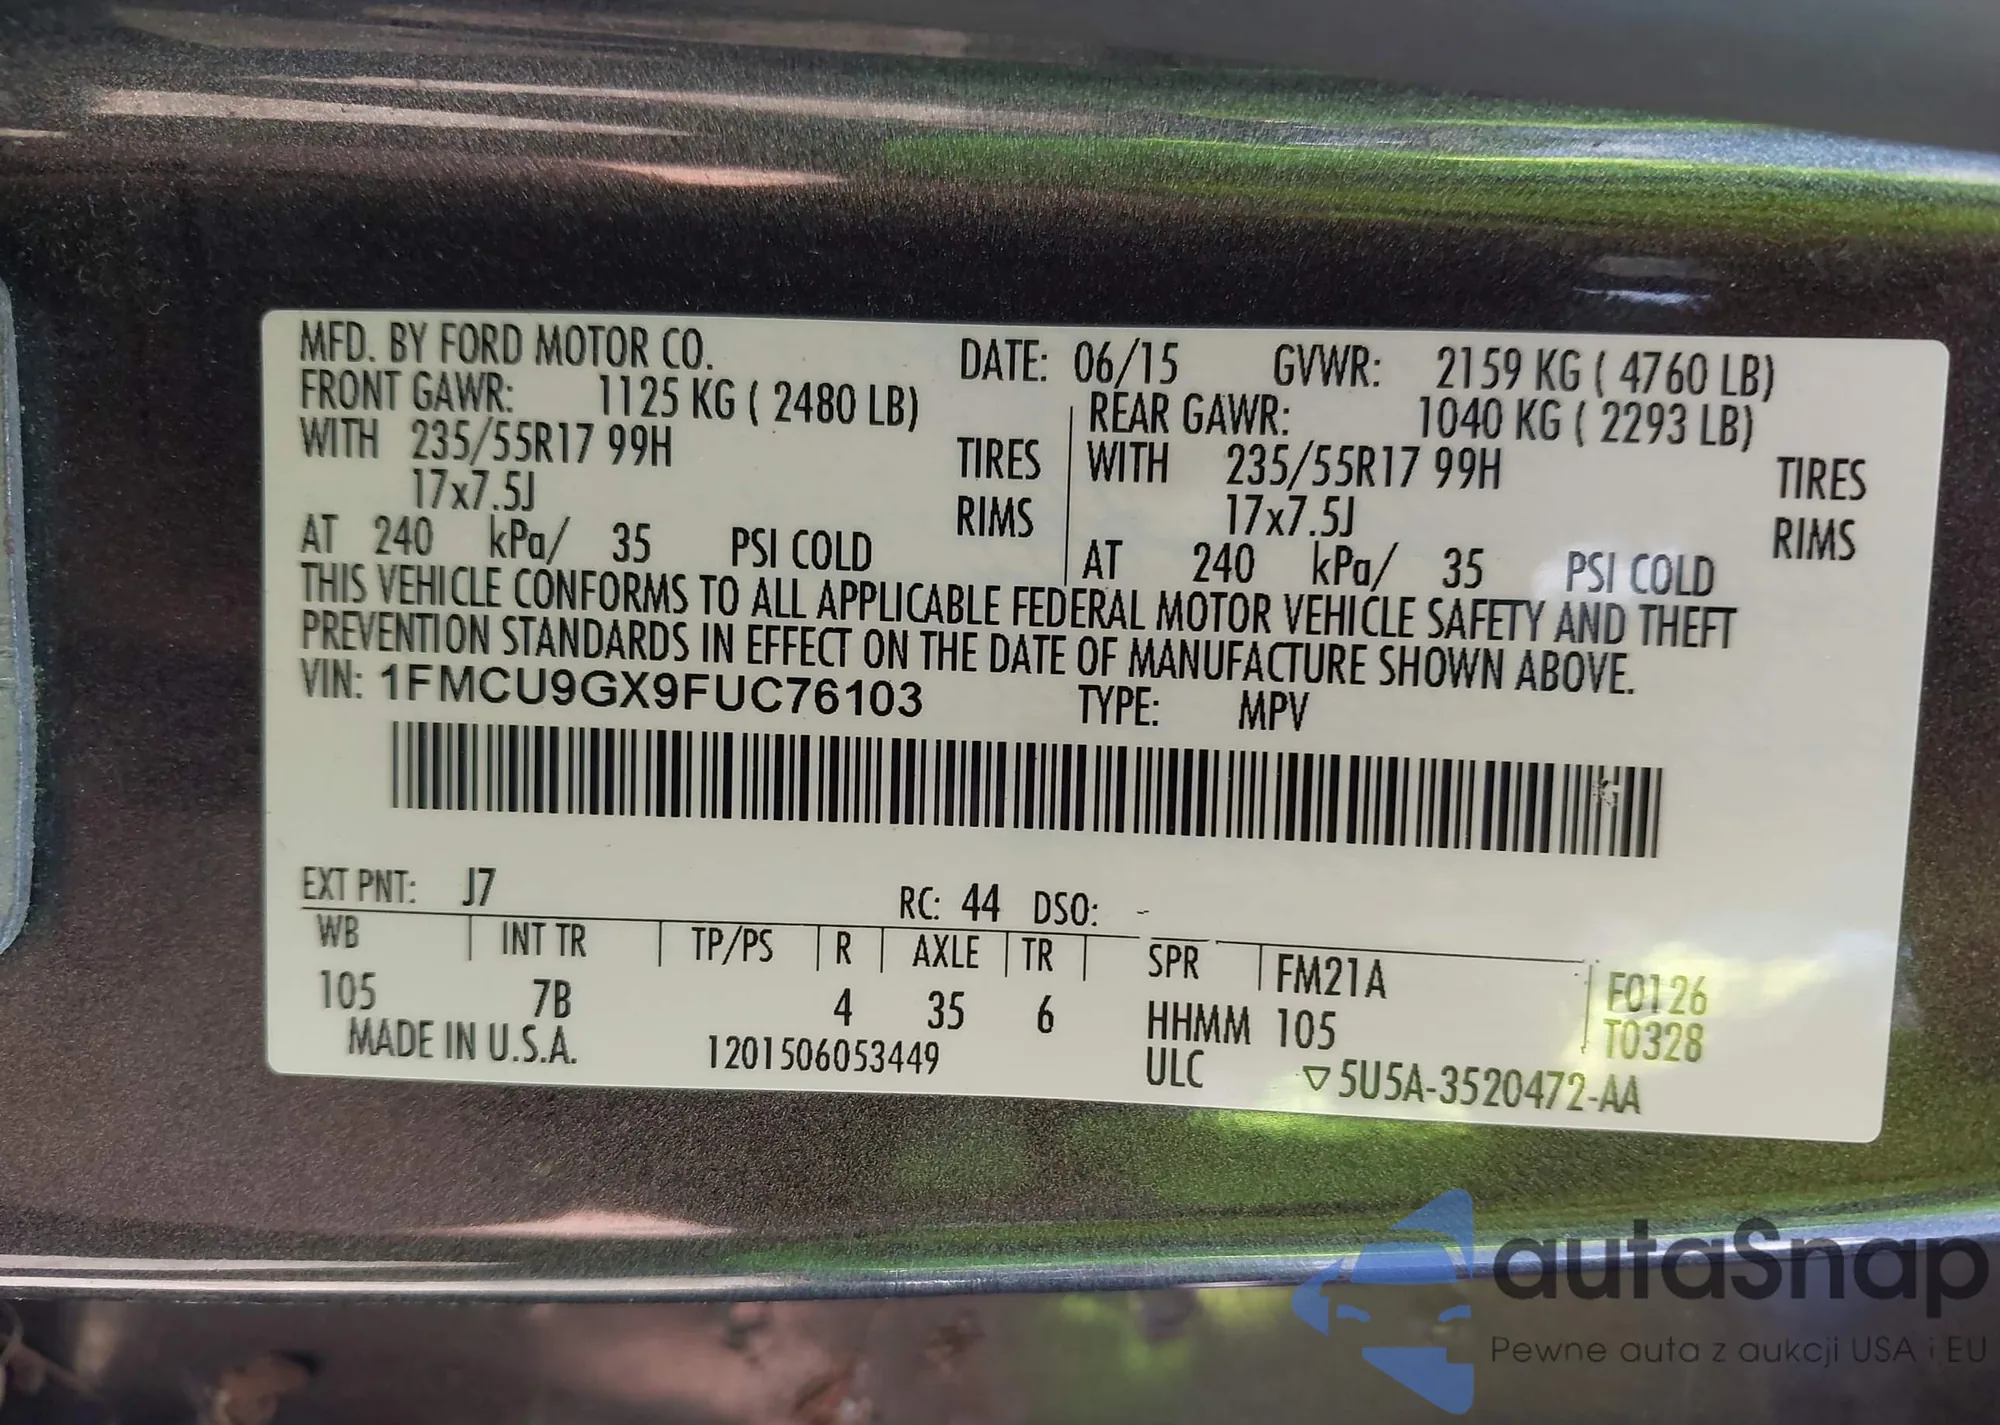 MFD. BY FORD MOTOR CO. DATE: 06/15 GVWR: 2159 KG ( 4760 LB)
FRONT GAWR: 1125 KG ( 2480 LB) REAR GAWR: 1040 KG ( 2293 LB)
WITH 235/55R17 99H TIRES WITH 235/55R17 99H TIRES
17x7.5J RIMS 17x7.5J RIMS
AT 240 kPa/ 35 PSI COLD AT 240 kPa/ 35 PSI COLD
THIS VEHICLE CONFORMS TO ALL APPLICABLE FEDERAL MOTOR VEHICLE SAFETY AND THEFT
PREVENTION STANDARDS IN EFFECT ON THE DATE OF MANUFACTURE SHOWN ABOVE.
VIN: 1FMCU9GX9FUC76103 TYPE: MPV
EXT PNT: J7 RC: 44 DSO: -
WB INT TR TP/PS R AXLE TR SPR FM21A F0126
105 7B 4 35 6 HHMM 105 T0328
MADE IN U.S.A. 1201506053449 ULC ▽5U5A-3520472-AA
autaSnap
Pewne auta z aukcji USA i EU